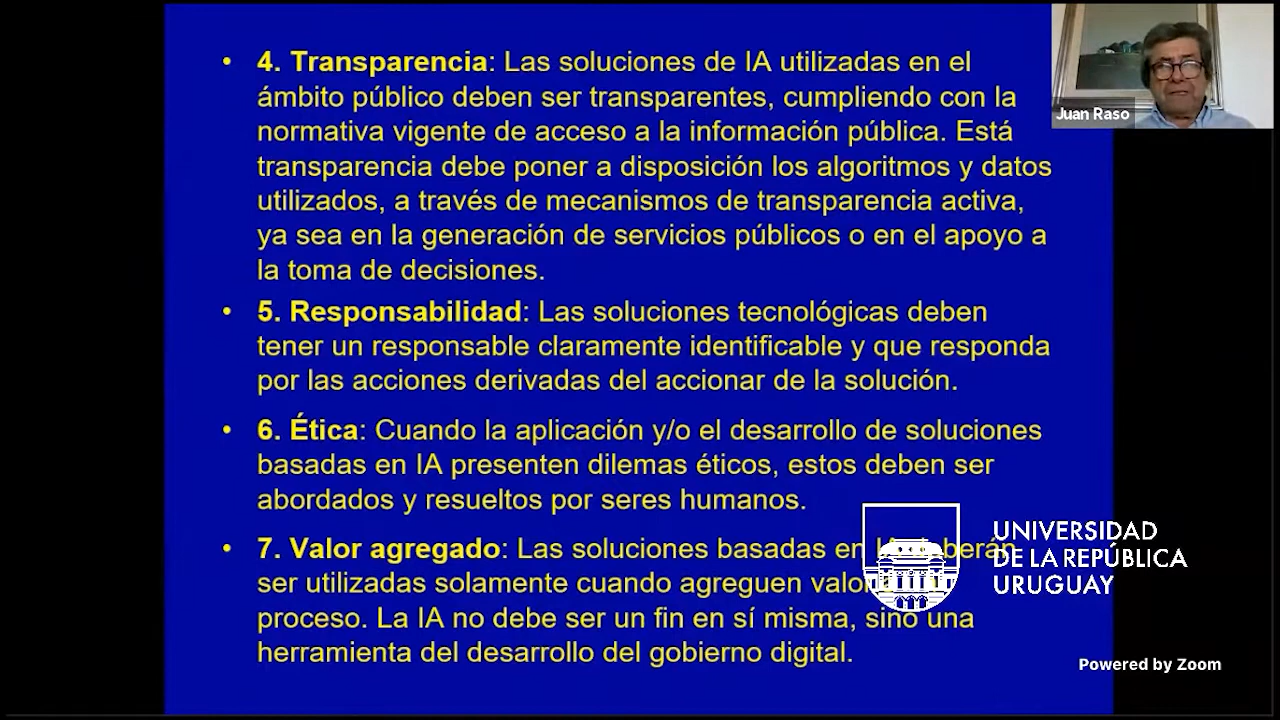 • 4. Transparencia: Las soluciones de IA utilizadas en el
ámbito público deben ser transparentes, cumpliendo con la
normativa vigente de acceso a la información pública. Está
transparencia debe poner a disposición los algoritmos y datos
utilizados, a través de mecanismos de transparencia activa,
ya sea en la generación de servicios públicos o en el apoyo a
la toma de decisiones.
• 5. Responsabilidad: Las soluciones tecnológicas deben
tener un responsable claramente identificable y que responda
por las acciones derivadas del accionar de la solución.
• 6. Ética: Cuando la aplicación y/o el desarrollo de soluciones
basadas en IA presenten dilemas éticos, estos deben ser
abordados y resueltos por seres humanos.
• 7. Valor agregado: Las soluciones basadas en IA deberán
ser utilizadas solamente cuando agreguen valor
proceso. La IA no debe ser un fin en sí misma, sino una
herramienta del desarrollo del gobierno digital.
Juan Raso
UNIVERSIDAD
DE LA REPÚBLICA
URUGUAY
Powered by Zoom